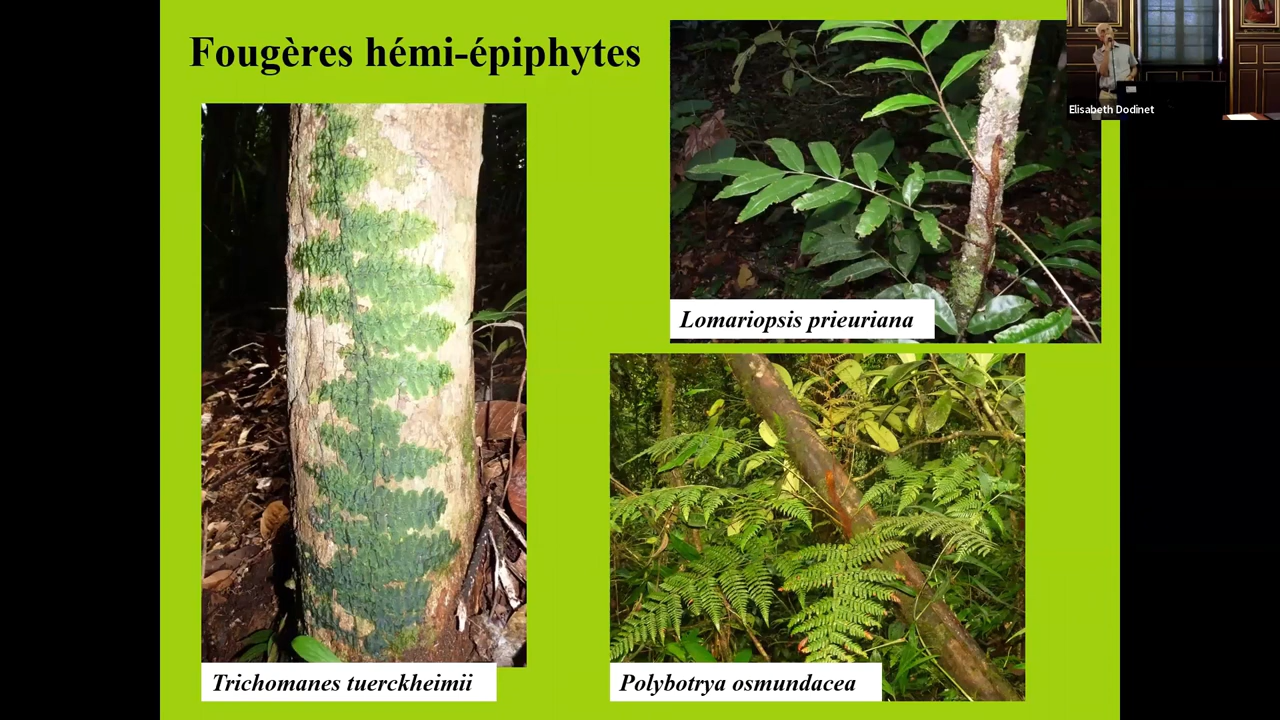 Fougères hémi-épiphytes
Elisabeth Dodinet
Lomariopsis prieuriana
Trichomanes tuerckheimii
Polybotrya osmundacea